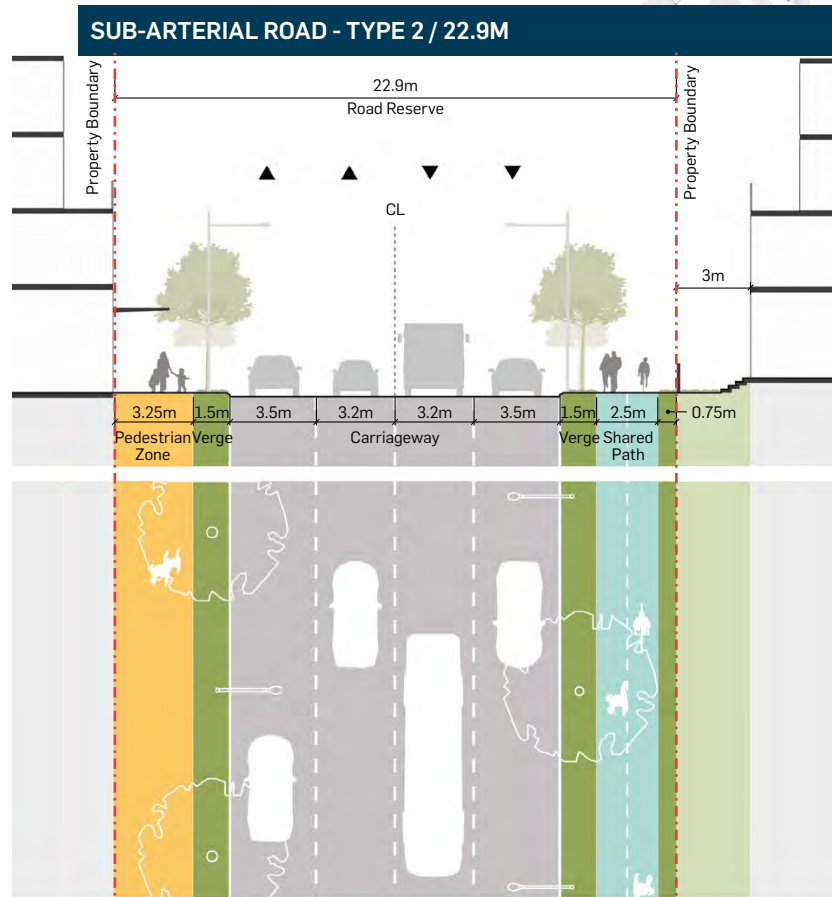 SUB-ARTERIAL ROAD - TYPE 2 / 22.9M
Property Boundary
22.9m
Road Reserve
Property Boundary
CL
3m
3.25m
1.5m
3.5m
3.2m
3.2m
3.5m
1.5m
2.5m
0.75m
Pedestrian
Zone
Verge
Carriageway
Verge
Shared
Path